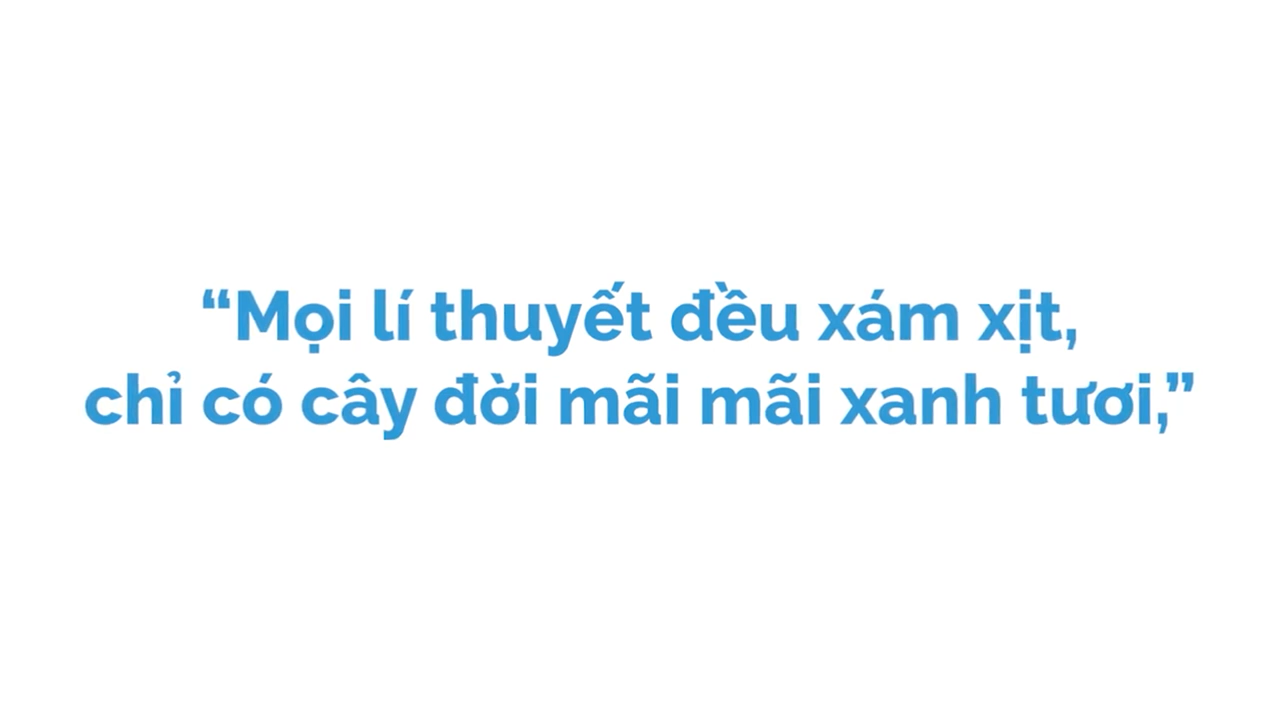 “Mọi lí thuyết đều xám xịt,
chỉ có cây đời mãi mãi xanh tươi,”